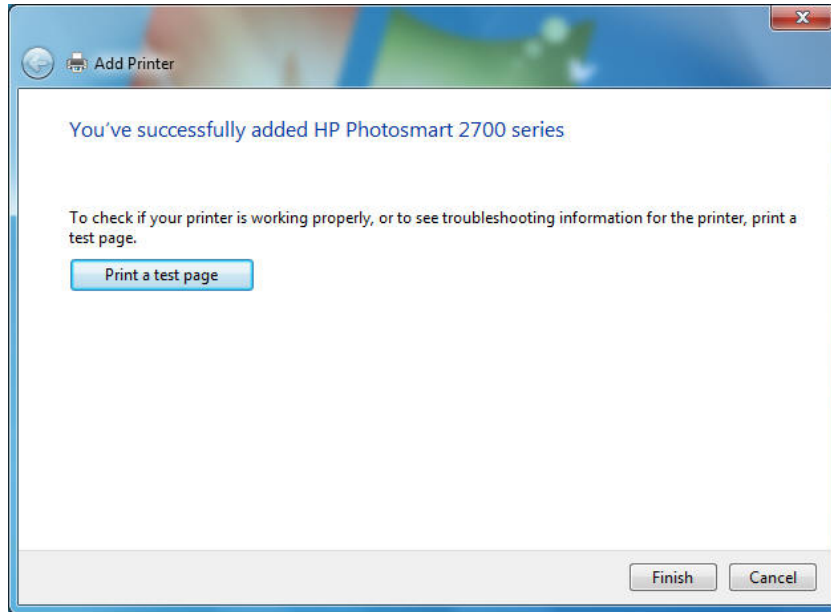 Add Printer
You've successfully added HP Photosmart 2700 series
To check if your printer is working properly, or to see troubleshooting information for the printer, print a
test page.
Print a test page
Finish
Cancel